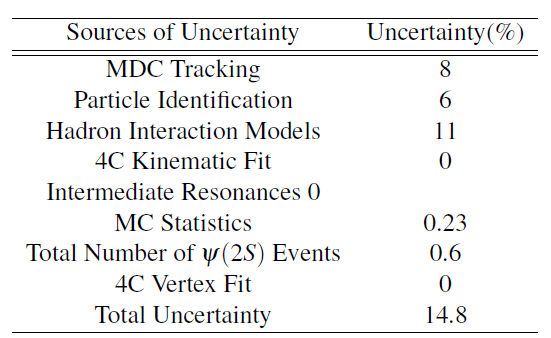 Sources of Uncertainty Uncertainty(%)
MDC Tracking 8
Particle Identification 6
Hadron Interaction Models 11
4C Kinematic Fit 0
Intermediate Resonances 0
MC Statistics 0.23
Total Number of ψ(2S) Events 0.6
4C Vertex Fit 0
Total Uncertainty 14.8